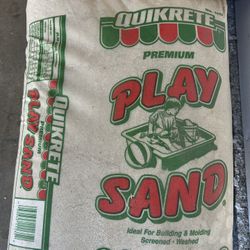 QUIKRETE
PREMIUM
PLAY
SAND
Ideal For Building & Molding
Screened - Washed
QUIKRETE
PLAY SAND